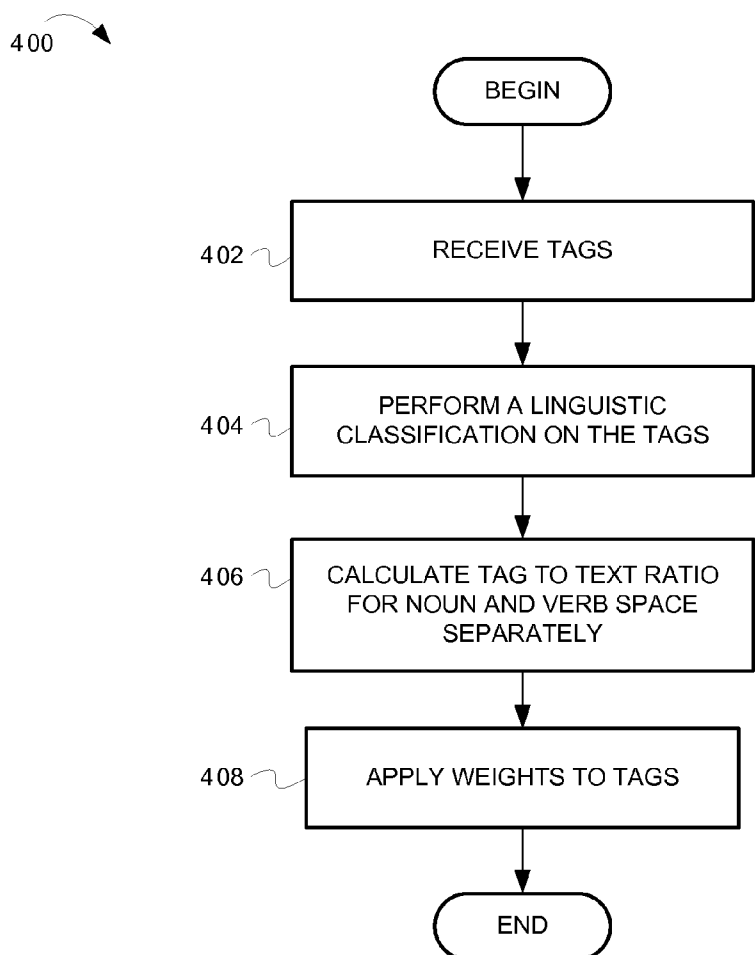 400
BEGIN
402
RECEIVE TAGS
404
PERFORM A LINGUISTIC
CLASSIFICATION ON THE TAGS
406
CALCULATE TAG TO TEXT RATIO
FOR NOUN AND VERB SPACE
SEPARATELY
408
APPLY WEIGHTS TO TAGS
END